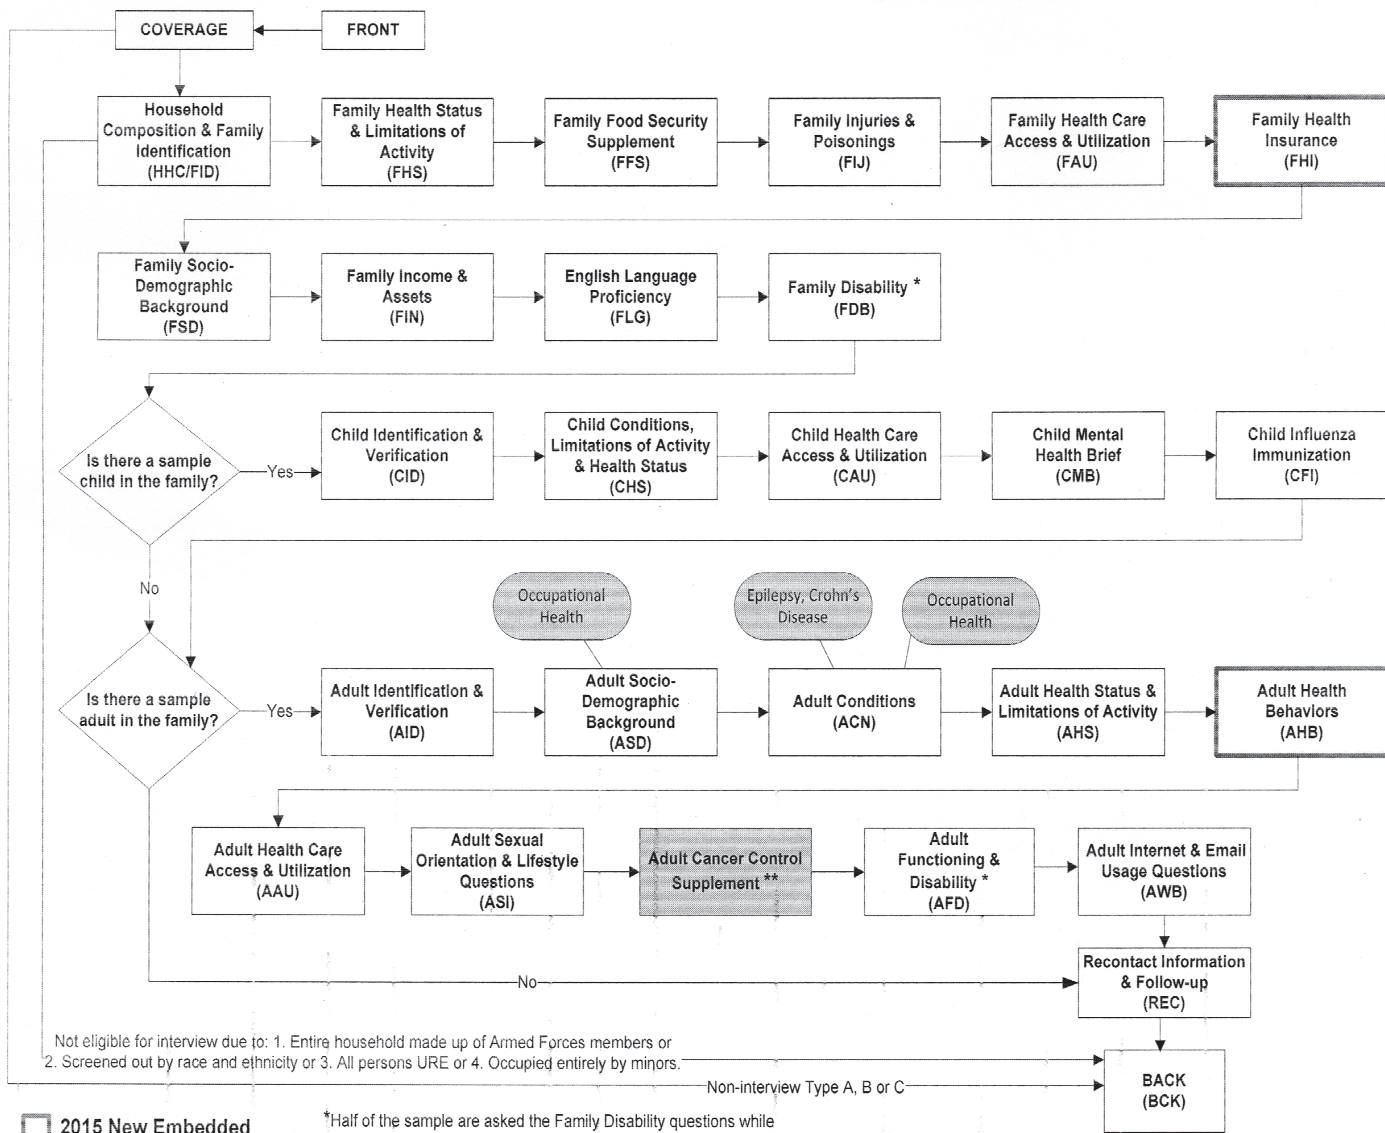 COVERAGE
FRONT
Household
Composition & Family
Identification
(HHC/FID)
Family Health Status
& Limitations of
Activity
(FHS)
Family Food Security
Supplement
(FFS)
Family Injuries &
Poisonings
(FIJ)
Family Health Care
Access & Utilization
(FAU)
Family Health
Insurance
(FHI)
Family Socio-
Demographic
Background
(FSD)
Family Income &
Assets
(FIN)
English Language
Proficiency
(FLG)
Family Disability *
(FDB)
Is there a sample
child in the family?
Yes
Child Identification &
Verification
(CID)
Child Conditions,
Limitations of Activity
& Health Status
(CHS)
Child Health Care
Access & Utilization
(CAU)
Child Mental
Health Brief
(CMB)
Child Influenza
Immunization
(CFI)
No
Occupational
Health
Epilepsy, Crohn's
Disease
Occupational
Health
Is there a sample
adult in the family?
Yes
Adult Identification &
Verification
(AID)
Adult Socio-
Demographic
Background
(ASD)
Adult Conditions
(ACN)
Adult Health Status &
Limitations of Activity
(AHS)
Adult Health
Behaviors
(AHB)
Adult Health Care
Access & Utilization
(AAU)
Adult Sexual
Orientation & Lifestyle
Questions
(ASI)
Adult Cancer Control
Supplement **
Adult
Functioning &
Disability *
(AFD)
Adult Internet & Email
Usage Questions
(AWB)
No
Recontact Information
& Follow-up
(REC)
Not eligible for interview due to: 1. Entire household made up of Armed Forces members or
2. Screened out by race and ethnicity or 3. All persons URE or 4. Occupied entirely by minors.
Non-interview Type A, B or C
BACK
(BCK)
2015 New Embedded
*Half of the sample are asked the Family Disability questions while